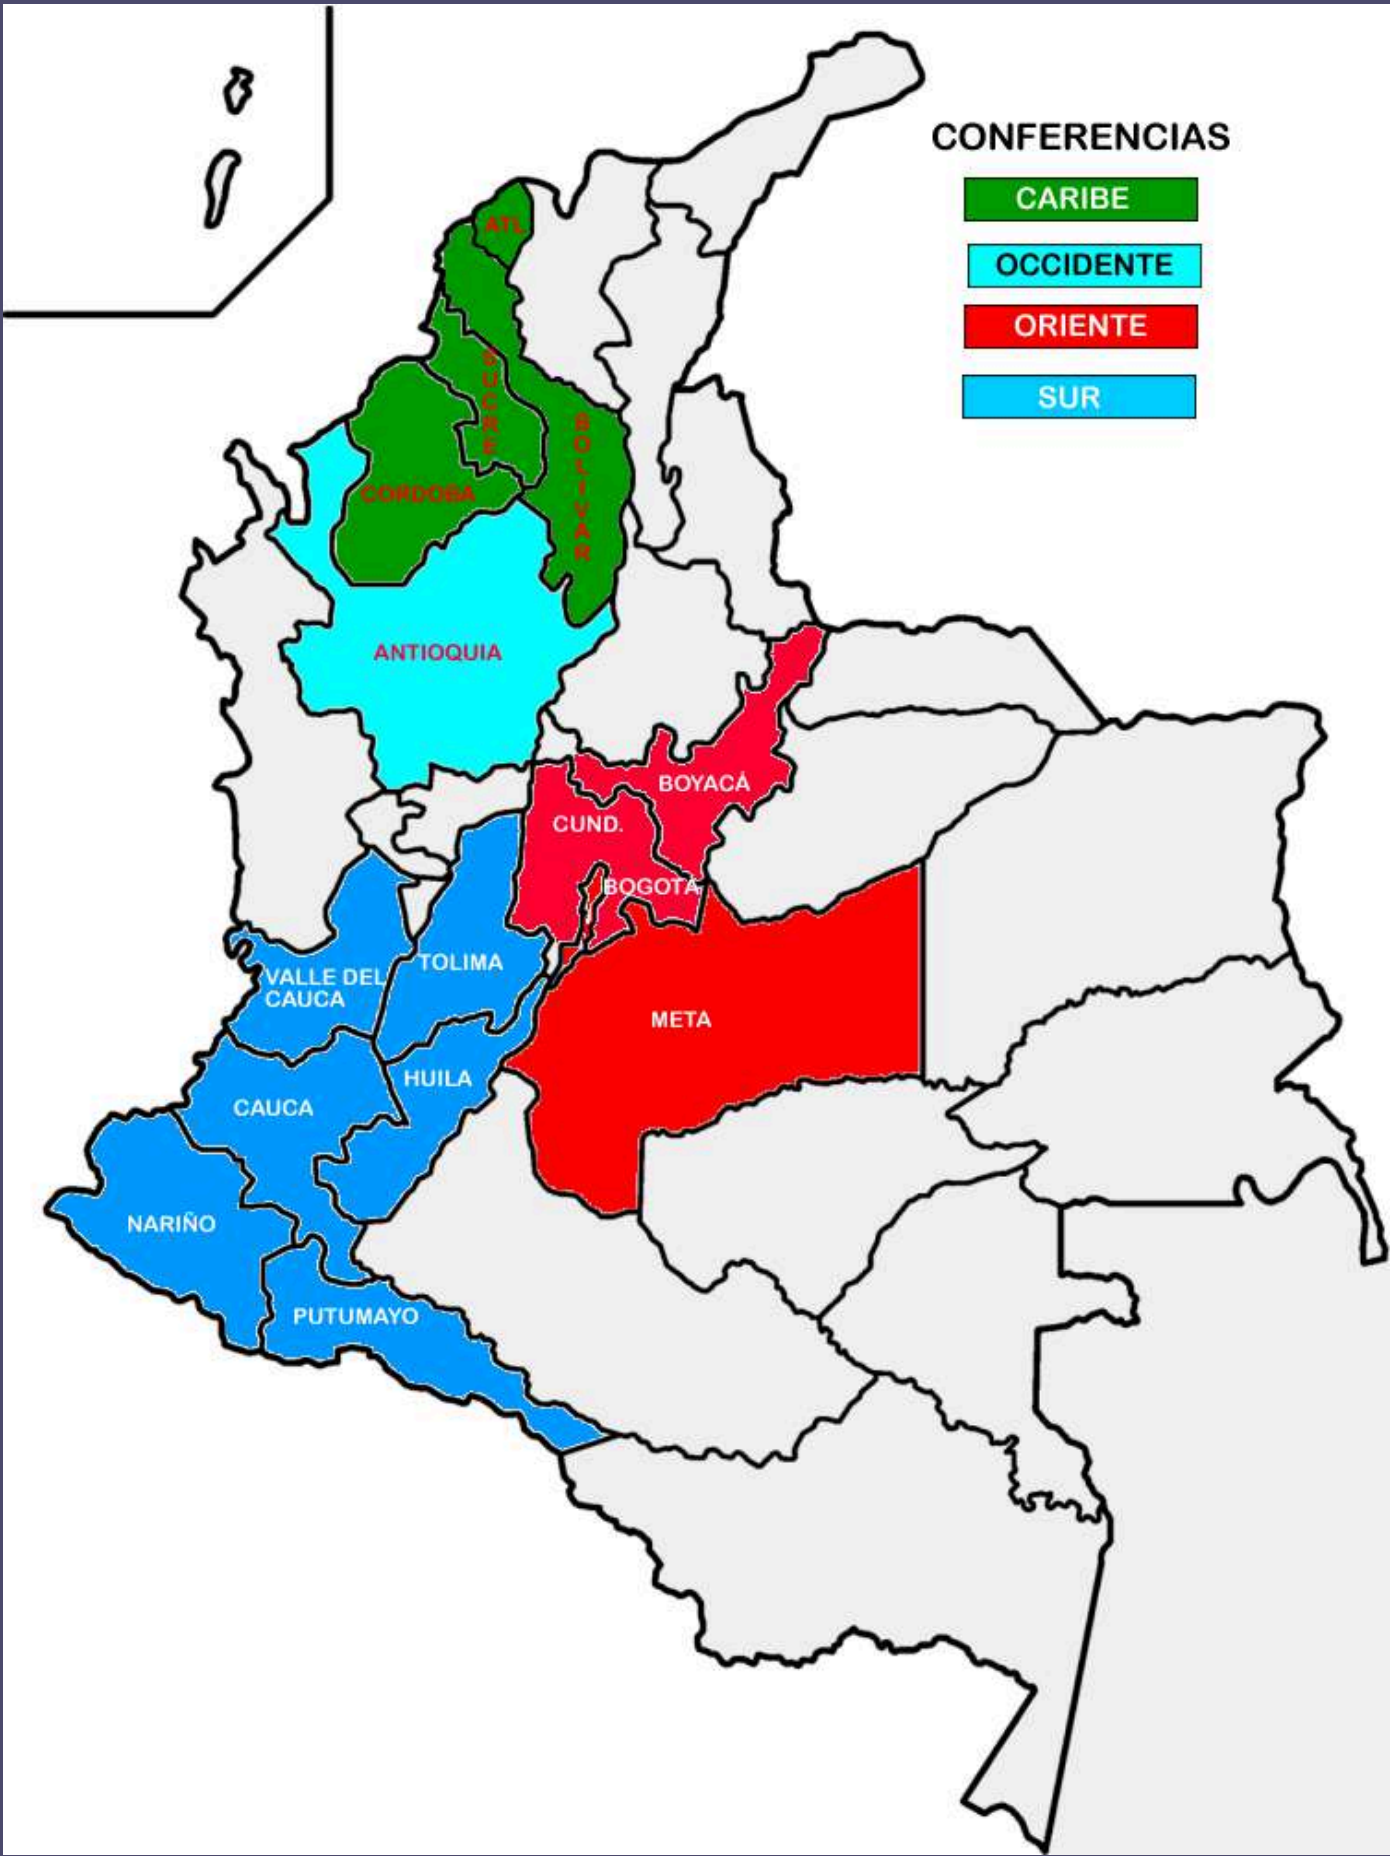 CONFERENCIAS
CARIBE
OCCIDENTE
ORIENTE
SUR
ATL
SUCRE
BOLIVAR
CORDOBA
ANTIOQUIA
BOYACÁ
CUND.
BOGOTÁ
TOLIMA
VALLE DEL
CAUCA
META
HUILA
CAUCA
NARIÑO
PUTUMAYO